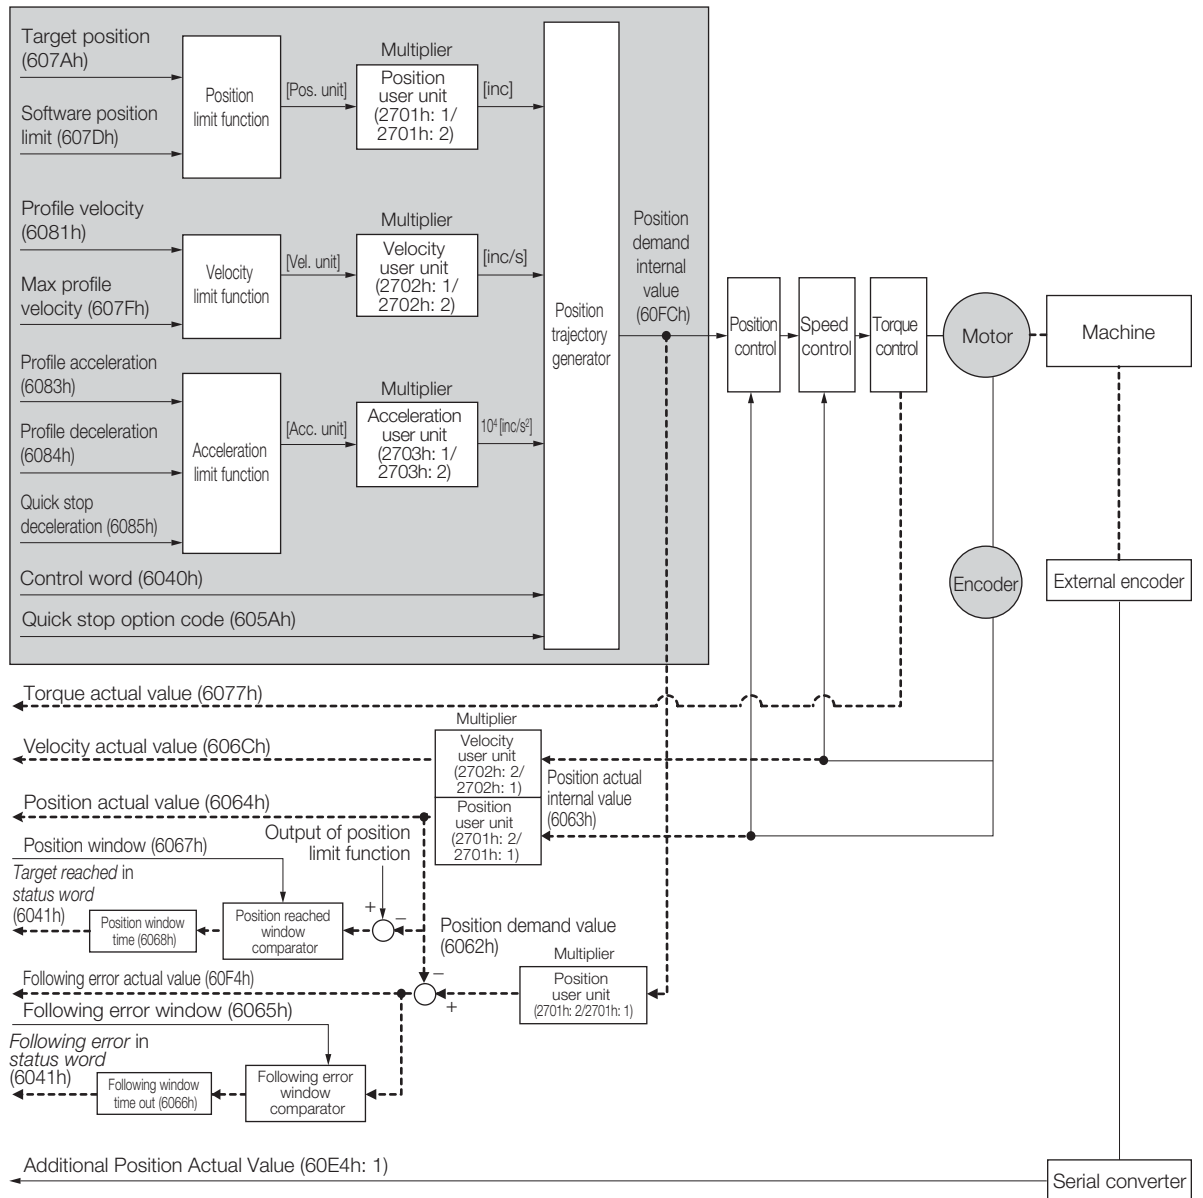 Target position
(607Ah)
Software position
limit (607Dh)
Position
limit function
[Pos. unit]
Multiplier
Position
user unit
(2701h: 1/
2701h: 2)
[inc]
Profile velocity
(6081h)
Max profile
velocity (607Fh)
Velocity
limit function
[Vel. unit]
Multiplier
Velocity
user unit
(2702h: 1/
2702h: 2)
[inc/s]
Profile acceleration
(6083h)
Profile deceleration
(6084h)
Quick stop
deceleration (6085h)
Acceleration
limit function
[Acc. unit]
Multiplier
Acceleration
user unit
(2703h: 1/
2703h: 2)
10⁴ [inc/s²]
Control word (6040h)
Quick stop option code (605Ah)
Position
trajectory
generator
Position
demand
internal
value
(60FCh)
Position
control
Speed
control
Torque
control
Motor
Machine
Encoder
External encoder
Torque actual value (6077h)
Velocity actual value (606Ch)
Multiplier
Velocity
user unit
(2702h: 2/
2702h: 1)
Position
user unit
(2701h: 2/
2701h: 1)
Position actual
internal value
(6063h)
Position actual value (6064h)
Output of position
limit function
Position window (6067h)
Target reached in
status word
(6041h)
Position window
time (6068h)
Position reached
window
comparator
+
−
Position demand value
(6062h)
Multiplier
Position
user unit
(2701h: 2/2701h: 1)
−
+
Following error actual value (60F4h)
Following error window (6065h)
Following error in
status word
(6041h)
Following window
time out (6066h)
Following error
window
comparator
Additional Position Actual Value (60E4h: 1)
Serial converter